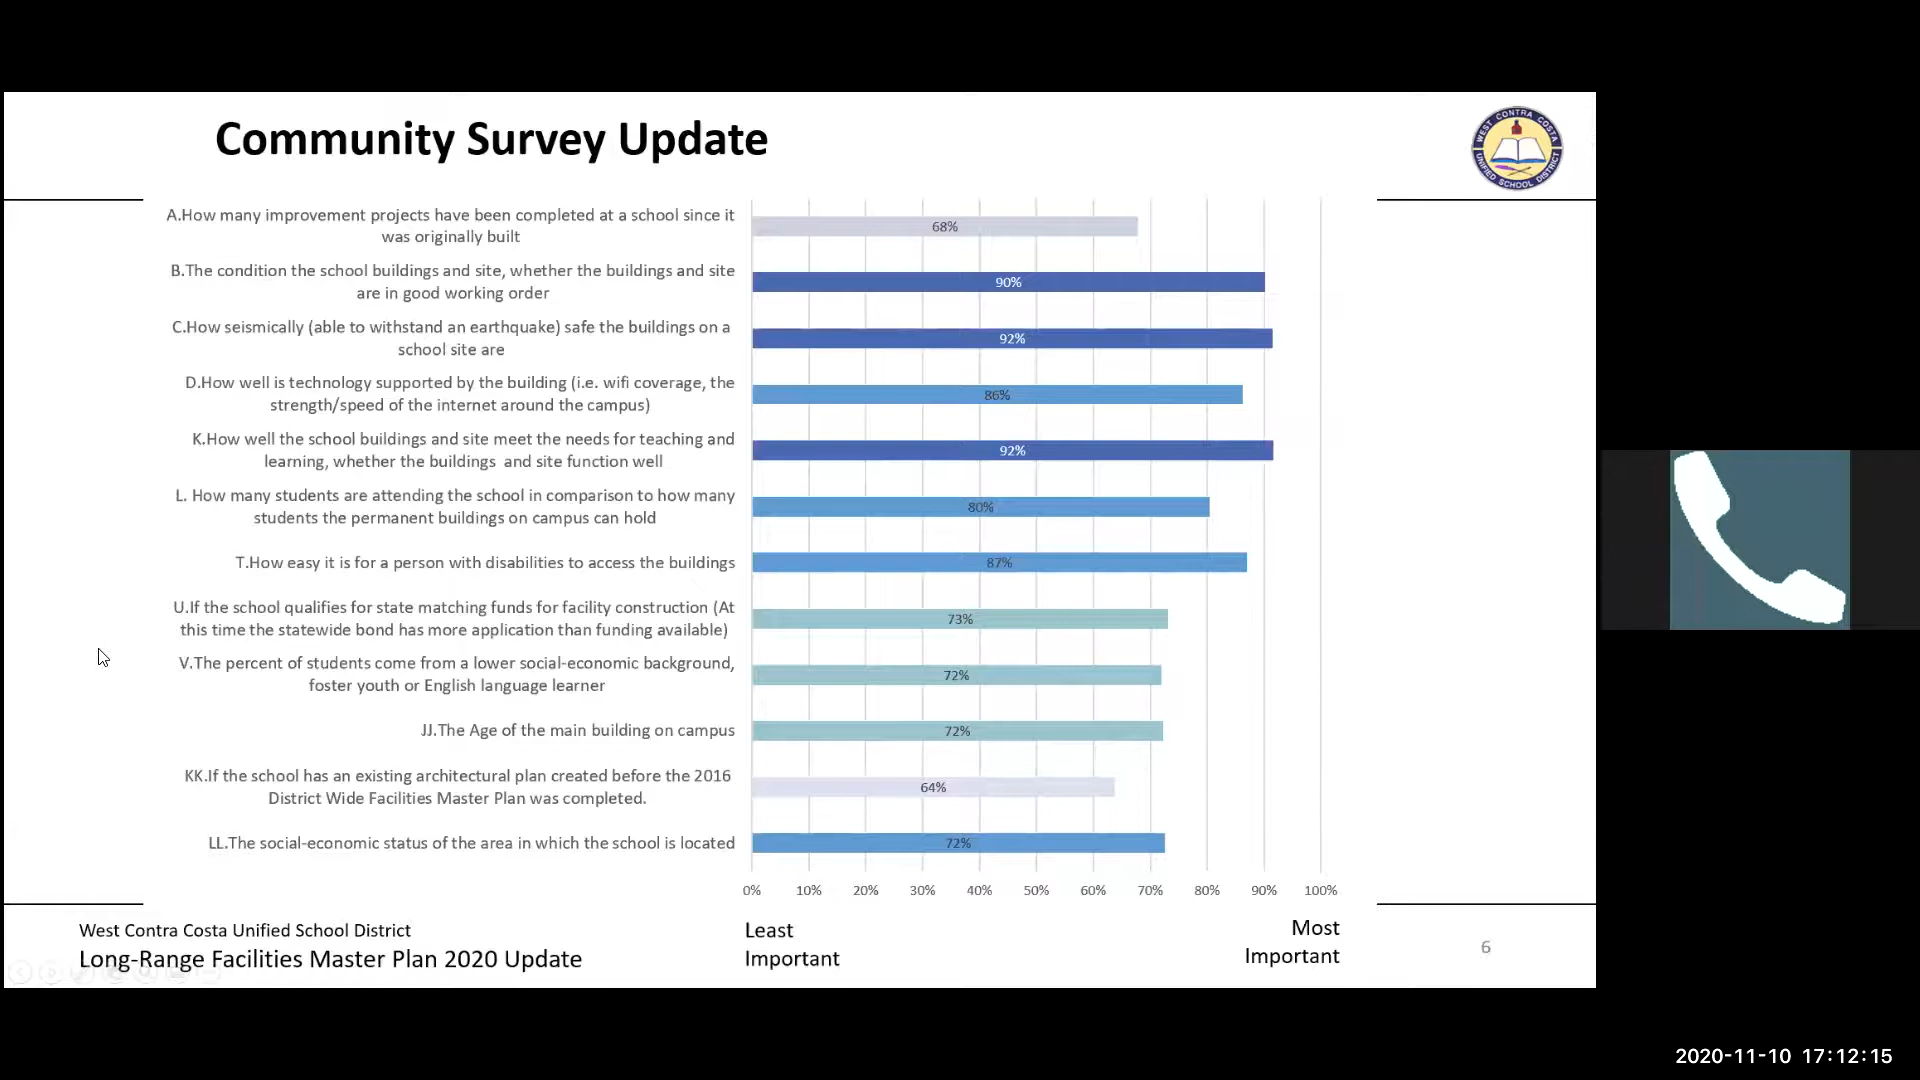 Community Survey Update
WEST CONTRA COSTA
UNIFIED SCHOOL DISTRICT
A.How many improvement projects have been completed at a school since it
was originally built
68%
B.The condition the school buildings and site, whether the buildings and site
are in good working order
90%
C.How seismically (able to withstand an earthquake) safe the buildings on a
school site are
92%
D.How well is technology supported by the building (i.e. wifi coverage, the
strength/speed of the internet around the campus)
86%
K.How well the school buildings and site meet the needs for teaching and
learning, whether the buildings and site function well
92%
L. How many students are attending the school in comparison to how many
students the permanent buildings on campus can hold
80%
T.How easy it is for a person with disabilities to access the buildings
87%
U.If the school qualifies for state matching funds for facility construction (At
this time the statewide bond has more application than funding available)
73%
V.The percent of students come from a lower social-economic background,
foster youth or English language learner
72%
JJ.The Age of the main building on campus
72%
KK.If the school has an existing architectural plan created before the 2016
District Wide Facilities Master Plan was completed.
64%
LL.The social-economic status of the area in which the school is located
72%
0% 10% 20% 30% 40% 50% 60% 70% 80% 90% 100%
Least
Important
Most
Important
West Contra Costa Unified School District
Long-Range Facilities Master Plan 2020 Update
6
2020-11-10 17:12:15